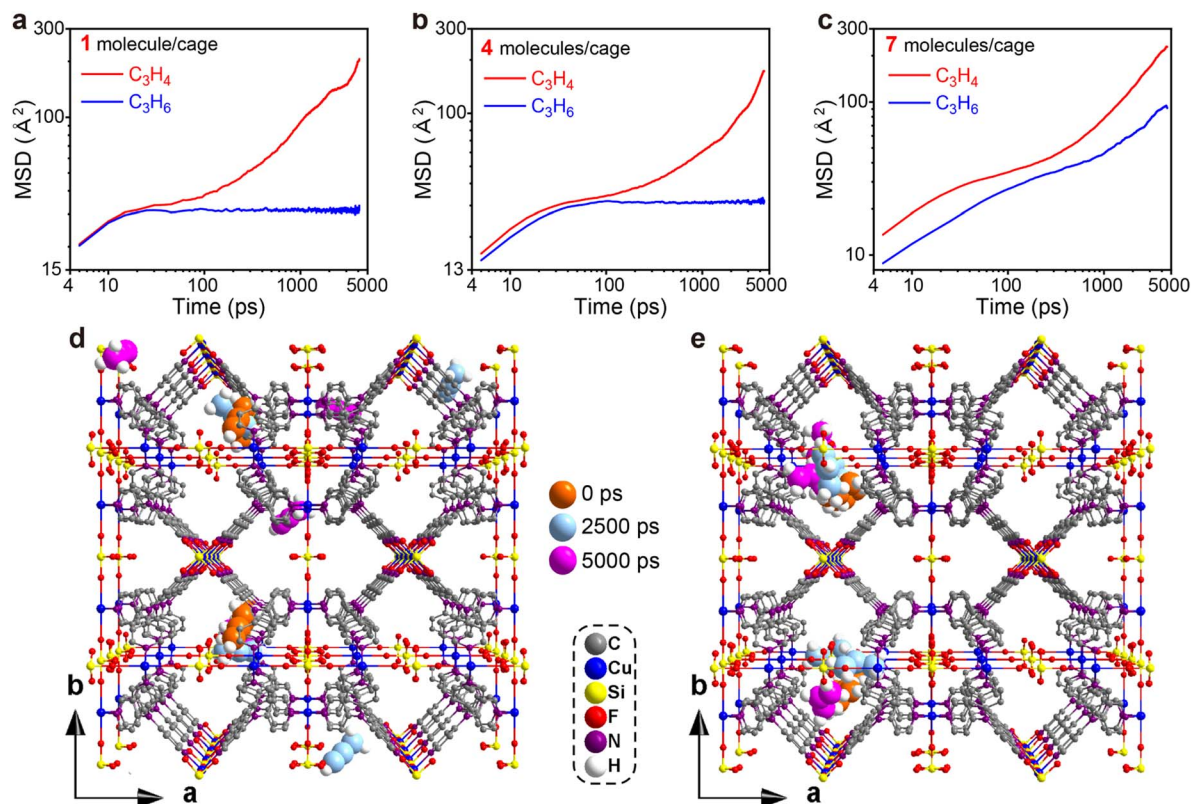 a
300
1 molecule/cage
C₃H₄
C₃H₆
100
MSD (Å²)
15
4 10 100 1000 5000
Time (ps)
b
300
4 molecules/cage
C₃H₄
C₃H₆
100
MSD (Å²)
13
4 10 100 1000 5000
Time (ps)
c
300
7 molecules/cage
C₃H₄
C₃H₆
100
MSD (Å²)
10
4 10 100 1000 5000
Time (ps)
d
b
a
0 ps
2500 ps
5000 ps
C
Cu
Si
F
N
H
e
b
a